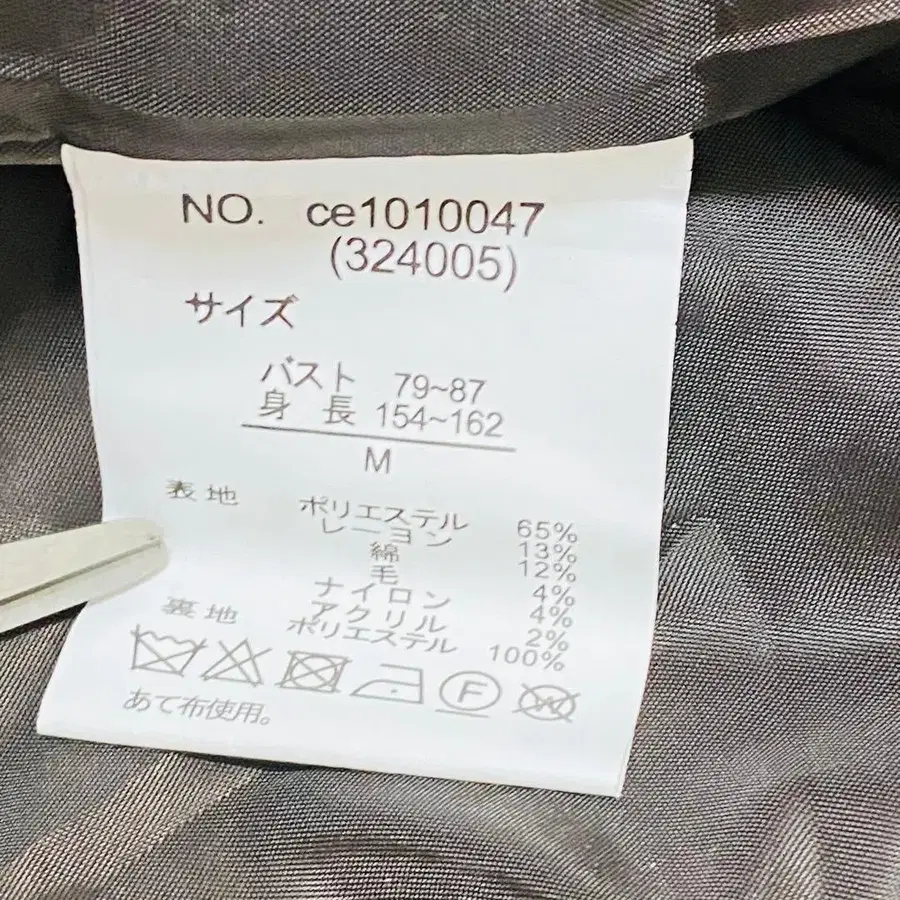 NO. ce1010047
(324005)
サイズ
バスト 79~87
身 長 154~162
M
表地 ポリエステル 65%
レーヨン 13%
綿 12%
毛 4%
ナイロン 4%
アクリル 2%
裏地 ポリエステル 100%
F
W
あて布使用。